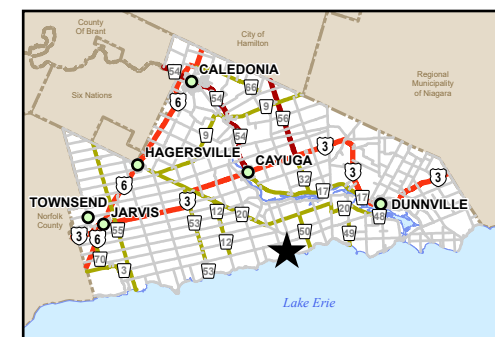 County
Of Brant
City of
Hamilton
Regional
Municipality
of Niagara
Six Nations
Norfolk
County
CALEDONIA
HAGERSVILLE
CAYUGA
TOWNSEND
JARVIS
DUNNVILLE
Lake Erie
54
66
6
54
9
56
9
54
3
3
3
32
17
17
6
3
20
20
12
53
55
50
49
3
6
12
70
3
53